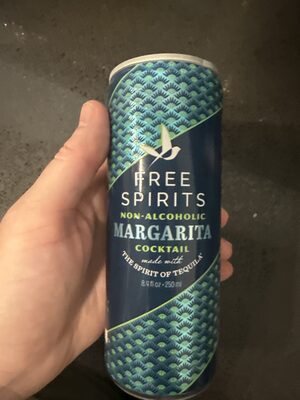 FREE
SPIRITS
NON-ALCOHOLIC
MARGARITA
COCKTAIL
made with
THE SPIRIT OF TEQUILA
8.4 fl oz • 250 ml